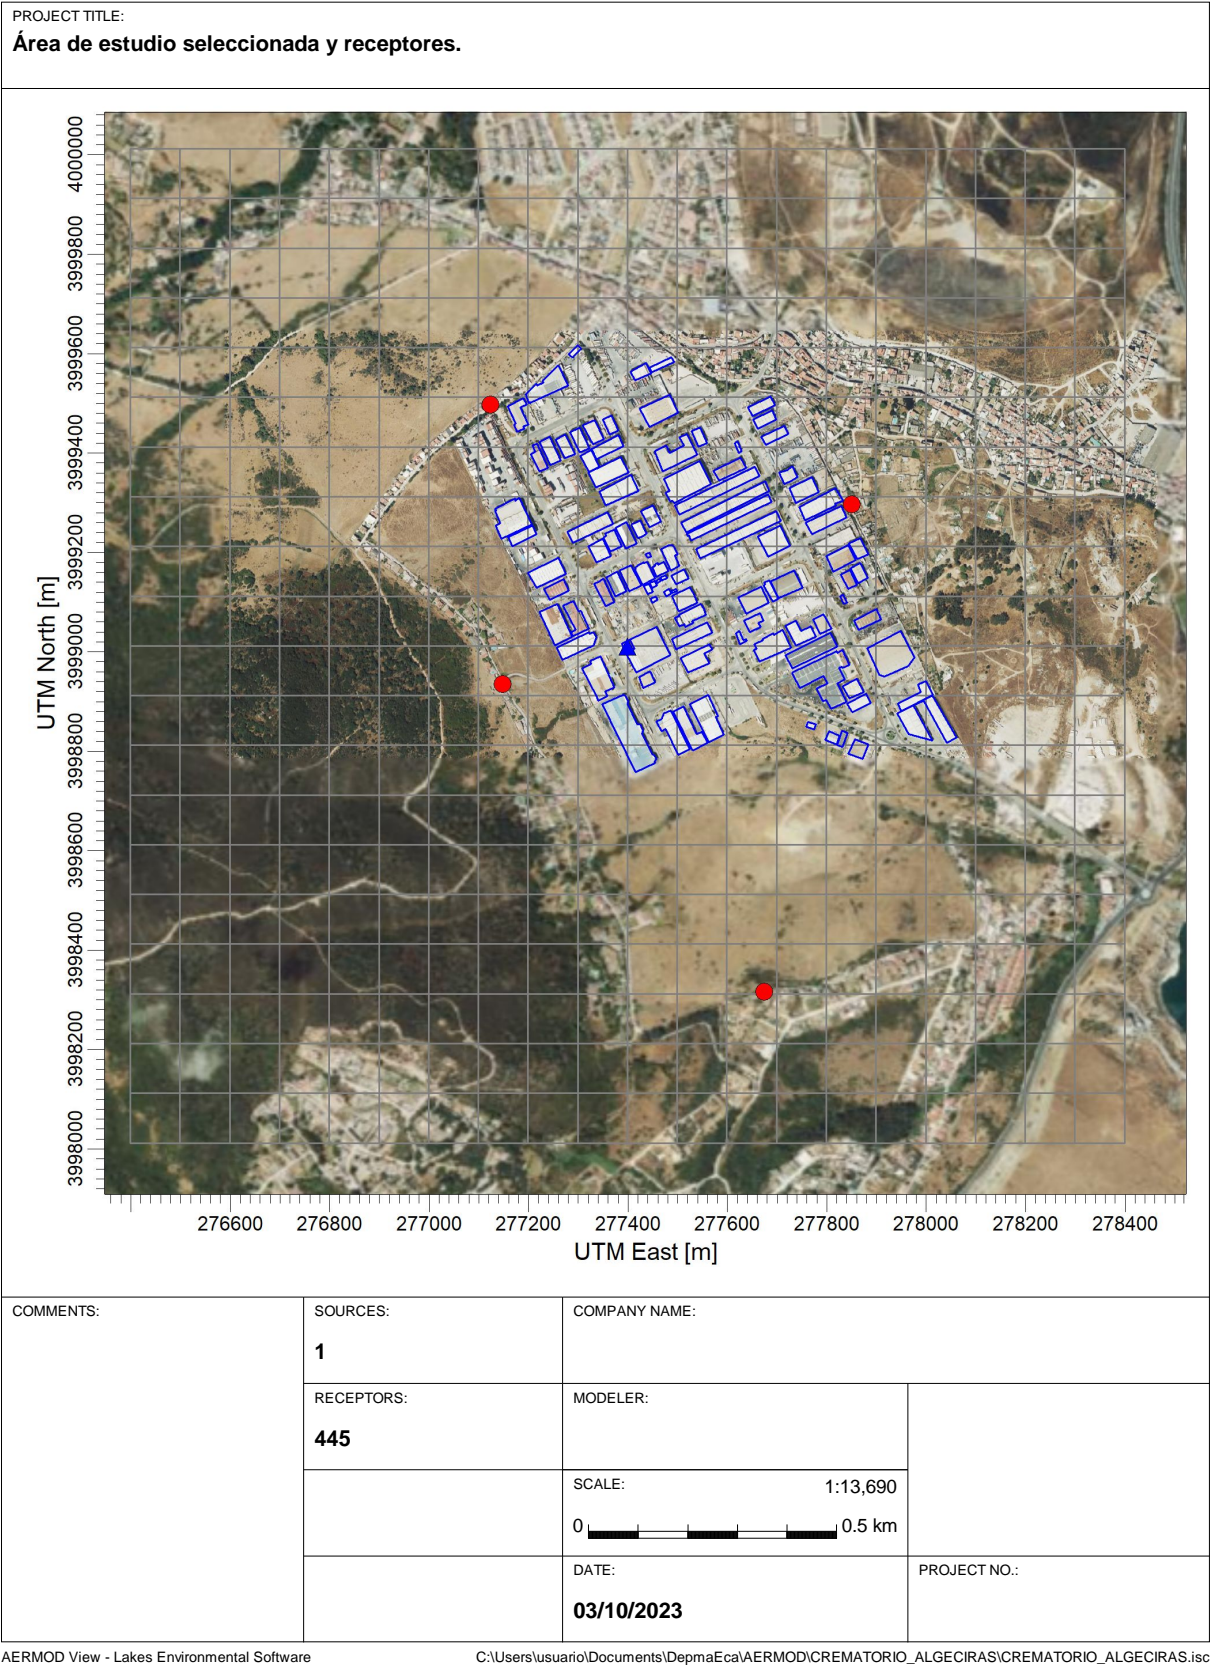 PROJECT TITLE:
Área de estudio seleccionada y receptores.
UTM North [m]
4000000
3999800
3999600
3999400
3999200
3999000
3998800
3998600
3998400
3998200
3998000
276600 276800 277000 277200 277400 277600 277800 278000 278200 278400
UTM East [m]
COMMENTS:
SOURCES:
1
COMPANY NAME:
RECEPTORS:
445
MODELER:
SCALE: 1:13,690
0 0.5 km
DATE:
03/10/2023
PROJECT NO.:
AERMOD View - Lakes Environmental Software C:\Users\usuario\Documents\DepmaEca\AERMOD\CREMATORIO_ALGECIRAS\CREMATORIO_ALGECIRAS.isc